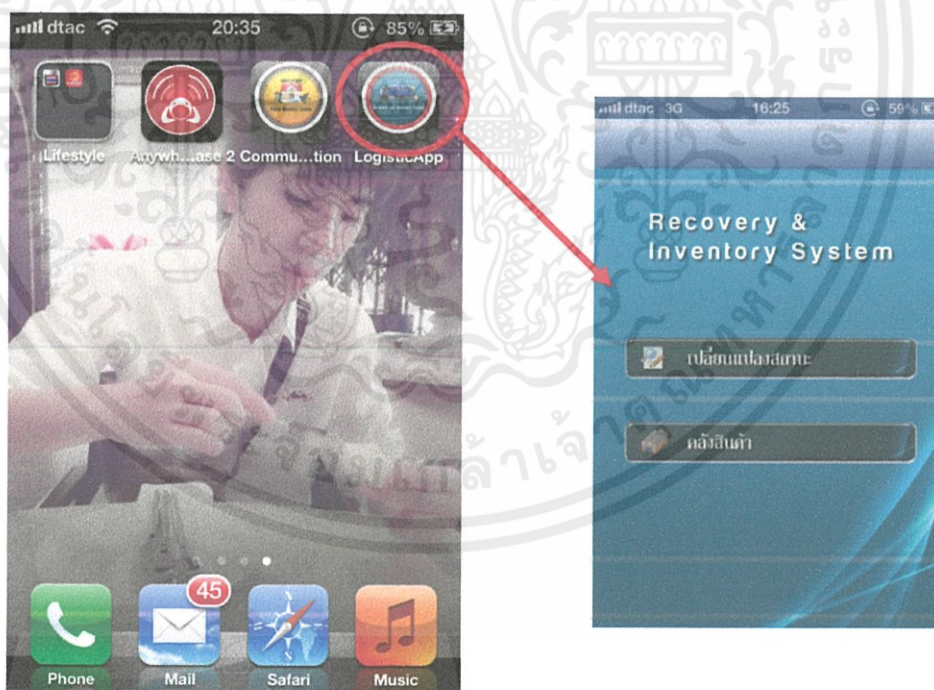 dtac 20:35 85%
Lifestyle Anywh...ase 2 Commu...tion LogisticApp
45
Phone Mail Safari Music
dtac 3G 16:25 59%
Recovery &
Inventory System
เปลี่ยนแปลงสถานะ
คลังสินค้า